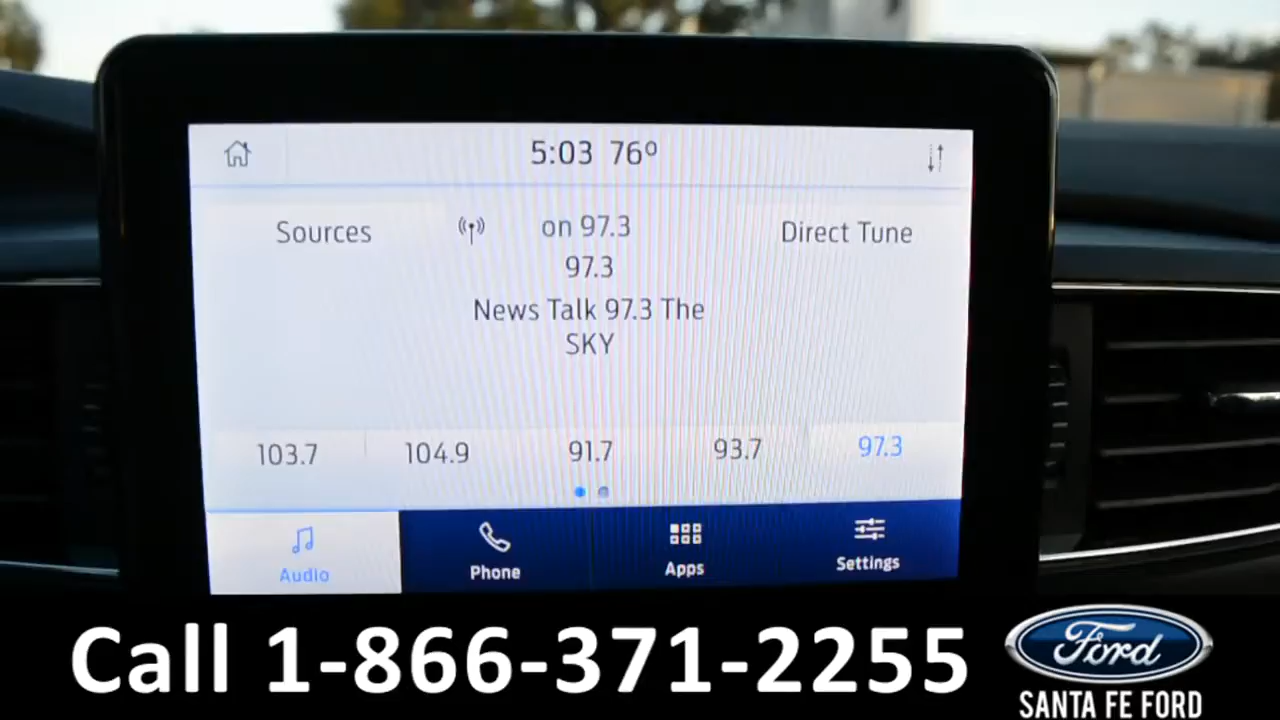 5:03 76°
Sources
on 97.3
Direct Tune
97.3
News Talk 97.3 The
SKY
103.7 104.9 91.7 93.7 97.3
Audio Phone Apps Settings
Call 1-866-371-2255
Ford
SANTA FE FORD